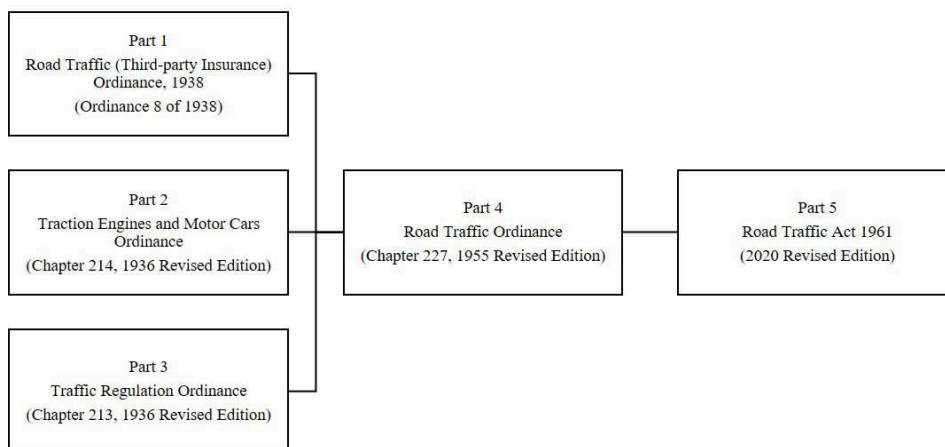 Part 1
Road Traffic (Third-party Insurance)
Ordinance, 1938
(Ordinance 8 of 1938)
Part 2
Traction Engines and Motor Cars
Ordinance
(Chapter 214, 1936 Revised Edition)
Part 3
Traffic Regulation Ordinance
(Chapter 213, 1936 Revised Edition)
Part 4
Road Traffic Ordinance
(Chapter 227, 1955 Revised Edition)
Part 5
Road Traffic Act 1961
(2020 Revised Edition)